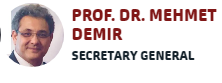 PROF. DR. MEHMET
DEMIR
SECRETARY GENERAL